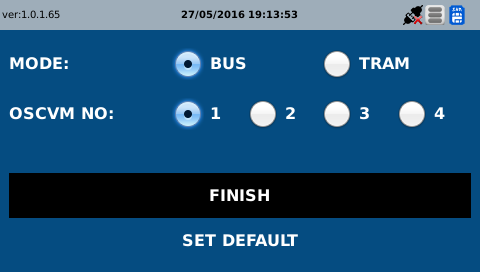 ver:1.0.1.65 27/05/2016 19:13:53
MODE: BUS TRAM
OSCVM NO: 1 2 3 4
FINISH
SET DEFAULT